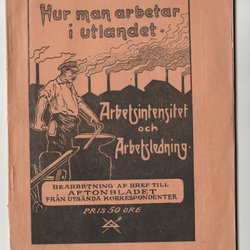 Hur man arbetar
i utlandet.
Arbetsintensitet
och
Arbetsledning.
BEARBETNING AF BREF TILL
AFTONBLADET
FRÅN UTSÄNDA KORRESPONDENTER
PRIS 50 ÖRE